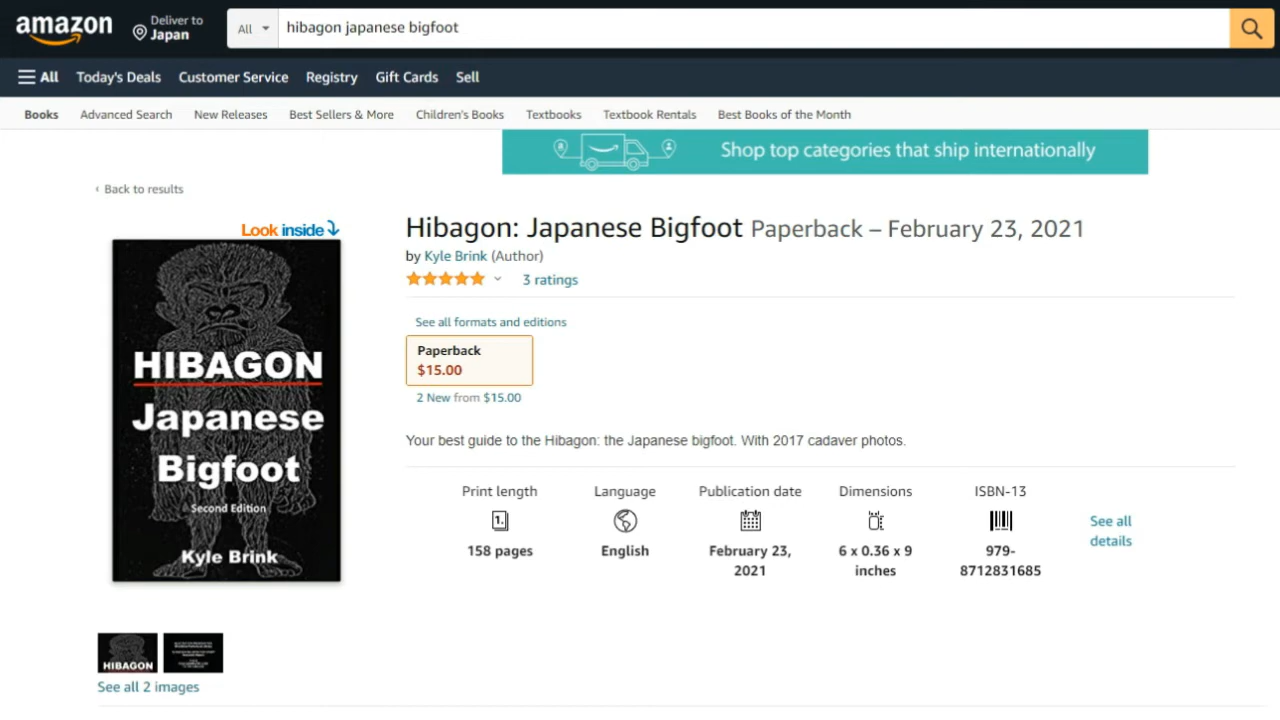 amazon
Deliver to
Japan
All
hibagon japanese bigfoot
All Today's Deals Customer Service Registry Gift Cards Sell
Books Advanced Search New Releases Best Sellers & More Children's Books Textbooks Textbook Rentals Best Books of the Month
Shop top categories that ship internationally
‹ Back to results
Look inside
HIBAGON
Japanese
Bigfoot
Second Edition
Kyle Brink
HIBAGON
See all 2 images
Hibagon: Japanese Bigfoot Paperback – February 23, 2021
by Kyle Brink (Author)
3 ratings
See all formats and editions
Paperback
$15.00
2 New from $15.00
Your best guide to the Hibagon: the Japanese bigfoot. With 2017 cadaver photos.
Print length
1.
158 pages
Language
English
Publication date
February 23,
2021
Dimensions
6 x 0.36 x 9
inches
ISBN-13
979-
8712831685
See all
details